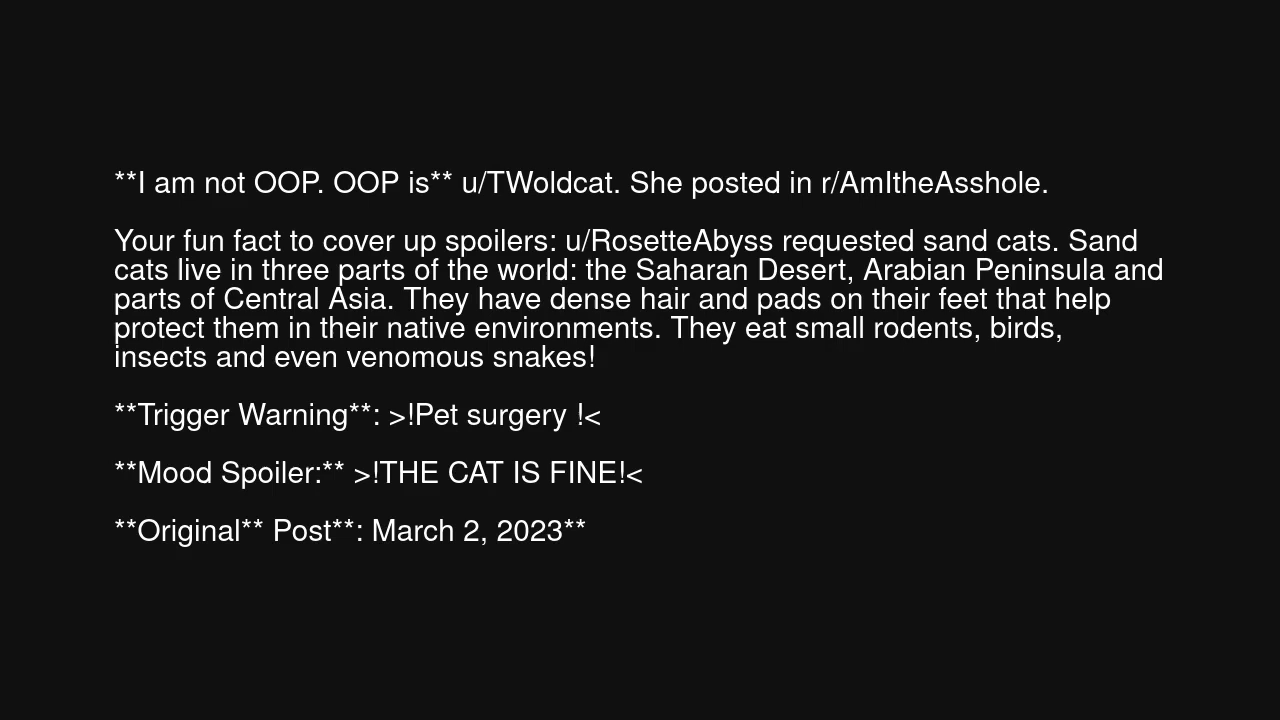 **I am not OOP. OOP is** u/TWoldcat. She posted in r/AmItheAsshole.
Your fun fact to cover up spoilers: u/RosetteAbyss requested sand cats. Sand
cats live in three parts of the world: the Saharan Desert, Arabian Peninsula and
parts of Central Asia. They have dense hair and pads on their feet that help
protect them in their native environments. They eat small rodents, birds,
insects and even venomous snakes!
**Trigger Warning**: >!Pet surgery !<
**Mood Spoiler:** >!THE CAT IS FINE!<
**Original** Post**: March 2, 2023**